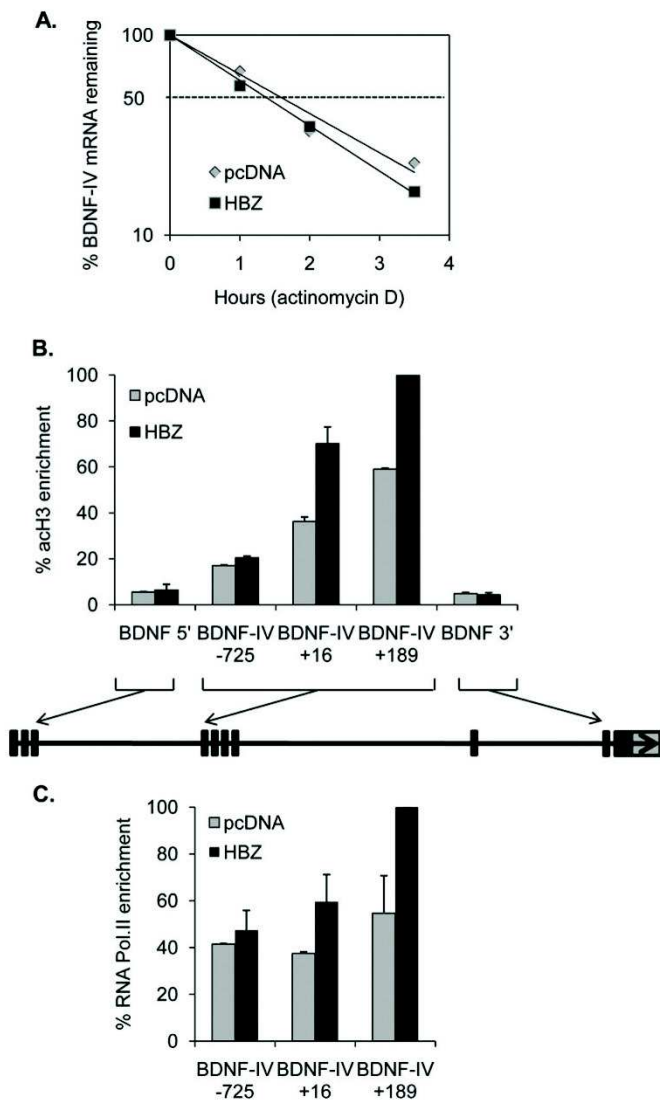 A.
% BDNF-IV mRNA remaining
100
50
10
pcDNA
HBZ
0 1 2 3 4
Hours (actinomycin D)
B.
% acH3 enrichment
100
80
60
40
20
0
pcDNA
HBZ
BDNF 5' BDNF-IV BDNF-IV BDNF-IV BDNF 3'
-725 +16 +189
C.
% RNA Pol.II enrichment
100
80
60
40
20
0
pcDNA
HBZ
BDNF-IV BDNF-IV BDNF-IV
-725 +16 +189